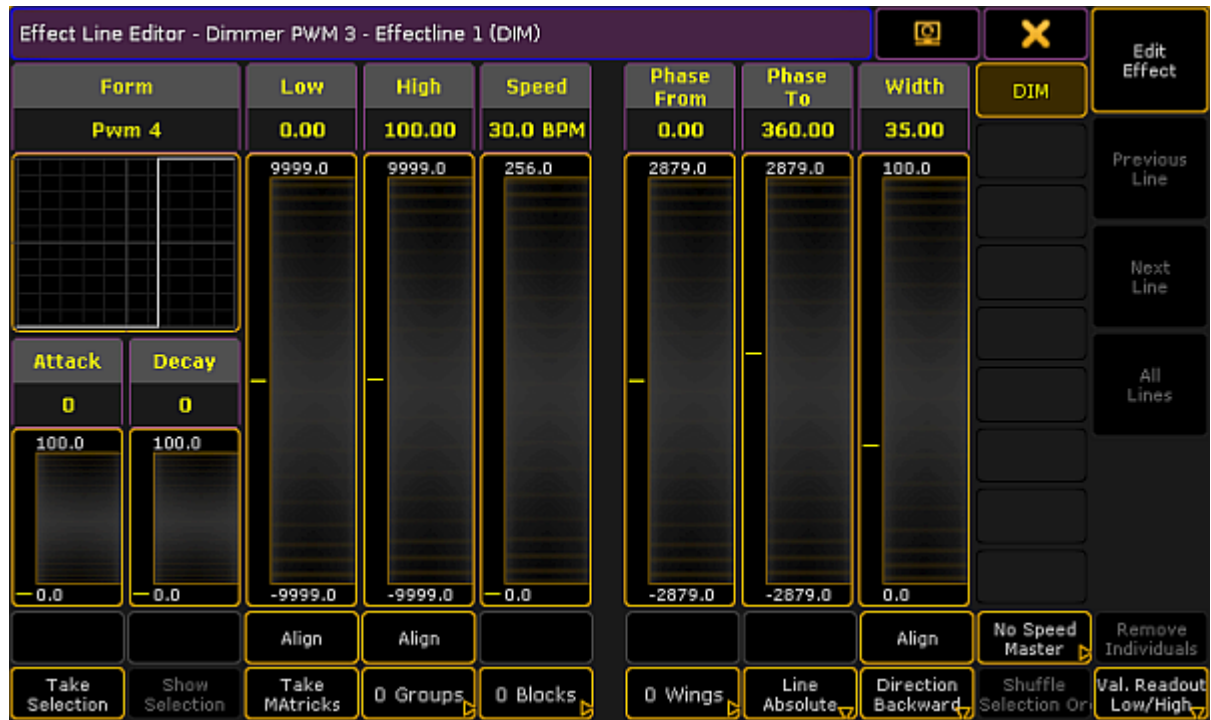 Effect Line Editor - Dimmer PWM 3 - Effectline 1 (DIM)
Edit
Effect
Form
Low
High
Speed
Phase
From
Phase
To
Width
DIM
Pwm 4
0.00
100.00
30.0 BPM
0.00
360.00
35.00
9999.0
9999.0
256.0
2879.0
2879.0
100.0
Previous
Line
Next
Line
Attack
Decay
0
0
All
Lines
100.0
100.0
0.0
0.0
-9999.0
-9999.0
0.0
-2879.0
-2879.0
0.0
Align
Align
Align
No Speed
Master
Remove
Individuals
Take
Selection
Show
Selection
Take
MAtricks
0 Groups
0 Blocks
0 Wings
Line
Absolute
Direction
Backward
Shuffle
Selection Or
Val. Readout
Low/High